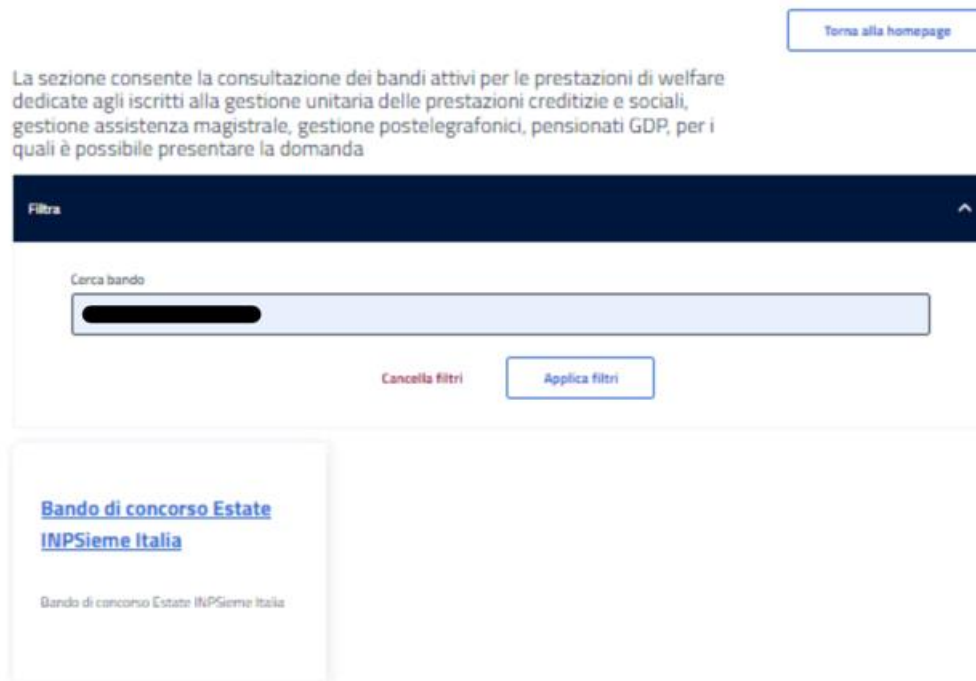 Torna alla homepage
La sezione consente la consultazione dei bandi attivi per le prestazioni di welfare
dedicate agli iscritti alla gestione unitaria delle prestazioni creditizie e sociali,
gestione assistenza magistrale, gestione postelegrafonici, pensionati GDP, per i
quali è possibile presentare la domanda
Filtra
Cerca bando
Cancella filtri
Applica filtri
Bando di concorso Estate
INPSieme Italia
Bando di concorso Estate INPSieme Italia